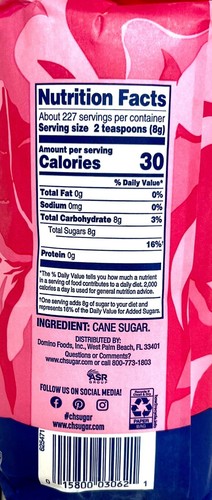 Nutrition Facts
About 227 servings per container
Serving size 2 teaspoons (8g)
Amount per serving
Calories 30
% Daily Value*
Total Fat 0g 0%
Sodium 0mg 0%
Total Carbohydrate 8g 3%
Total Sugars 8g
16%†
Protein 0g
*The % Daily Value tells you how much a nutrient
in a serving of food contributes to a daily diet. 2,000
calories a day is used for general nutrition advice.
†One serving adds 8g of sugar to your diet and
represents 16% of the Daily Value for Added Sugars.
INGREDIENT: CANE SUGAR.
DISTRIBUTED BY:
Domino Foods, Inc., West Palm Beach, FL 33401
Questions or Comments?
www.chsugar.com or call 800-773-1803
ASR
GROUP
FOLLOW US ON SOCIAL MEDIA!
#chsugar
www.chsugar.com
PAPER
625471
0 15800 03062 1